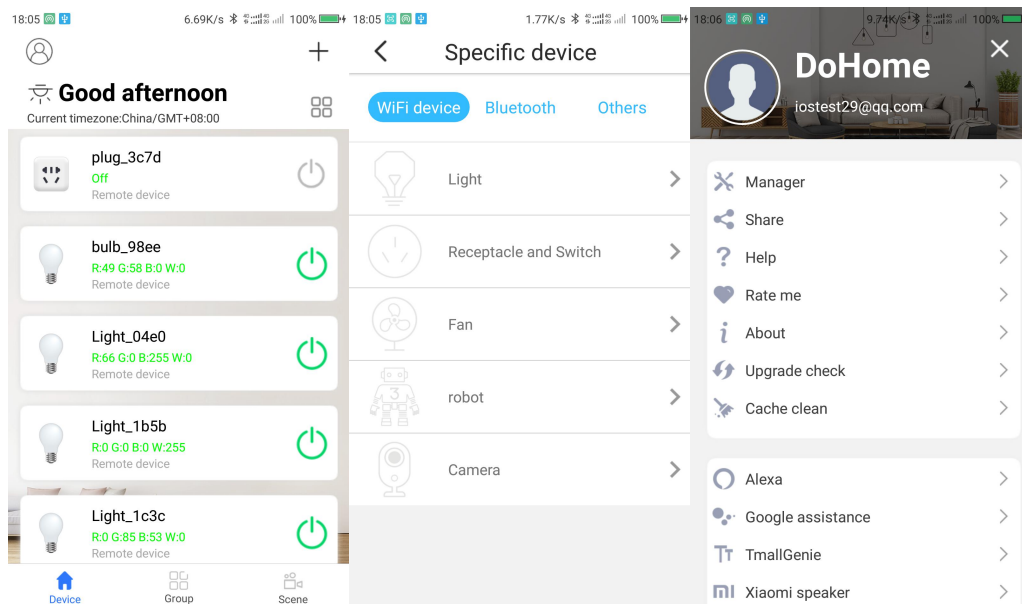 18:05
6.69K/s
100%
Good afternoon
Current timezone:China/GMT+08:00
plug_3c7d
Off
Remote device
bulb_98ee
R:49 G:58 B:0 W:0
Remote device
Light_04e0
R:66 G:0 B:255 W:0
Remote device
Light_1b5b
R:0 G:0 B:0 W:255
Remote device
Light_1c3c
R:0 G:85 B:53 W:0
Remote device
Device
Group
Scene
18:05
1.77K/s
100%
Specific device
WiFi device
Bluetooth
Others
Light
Receptacle and Switch
Fan
3
robot
Camera
18:06
9.74K/s
100%
DoHome
iostest29@qq.com
Manager
Share
Help
Rate me
About
Upgrade check
Cache clean
Alexa
Google assistance
TmallGenie
Xiaomi speaker